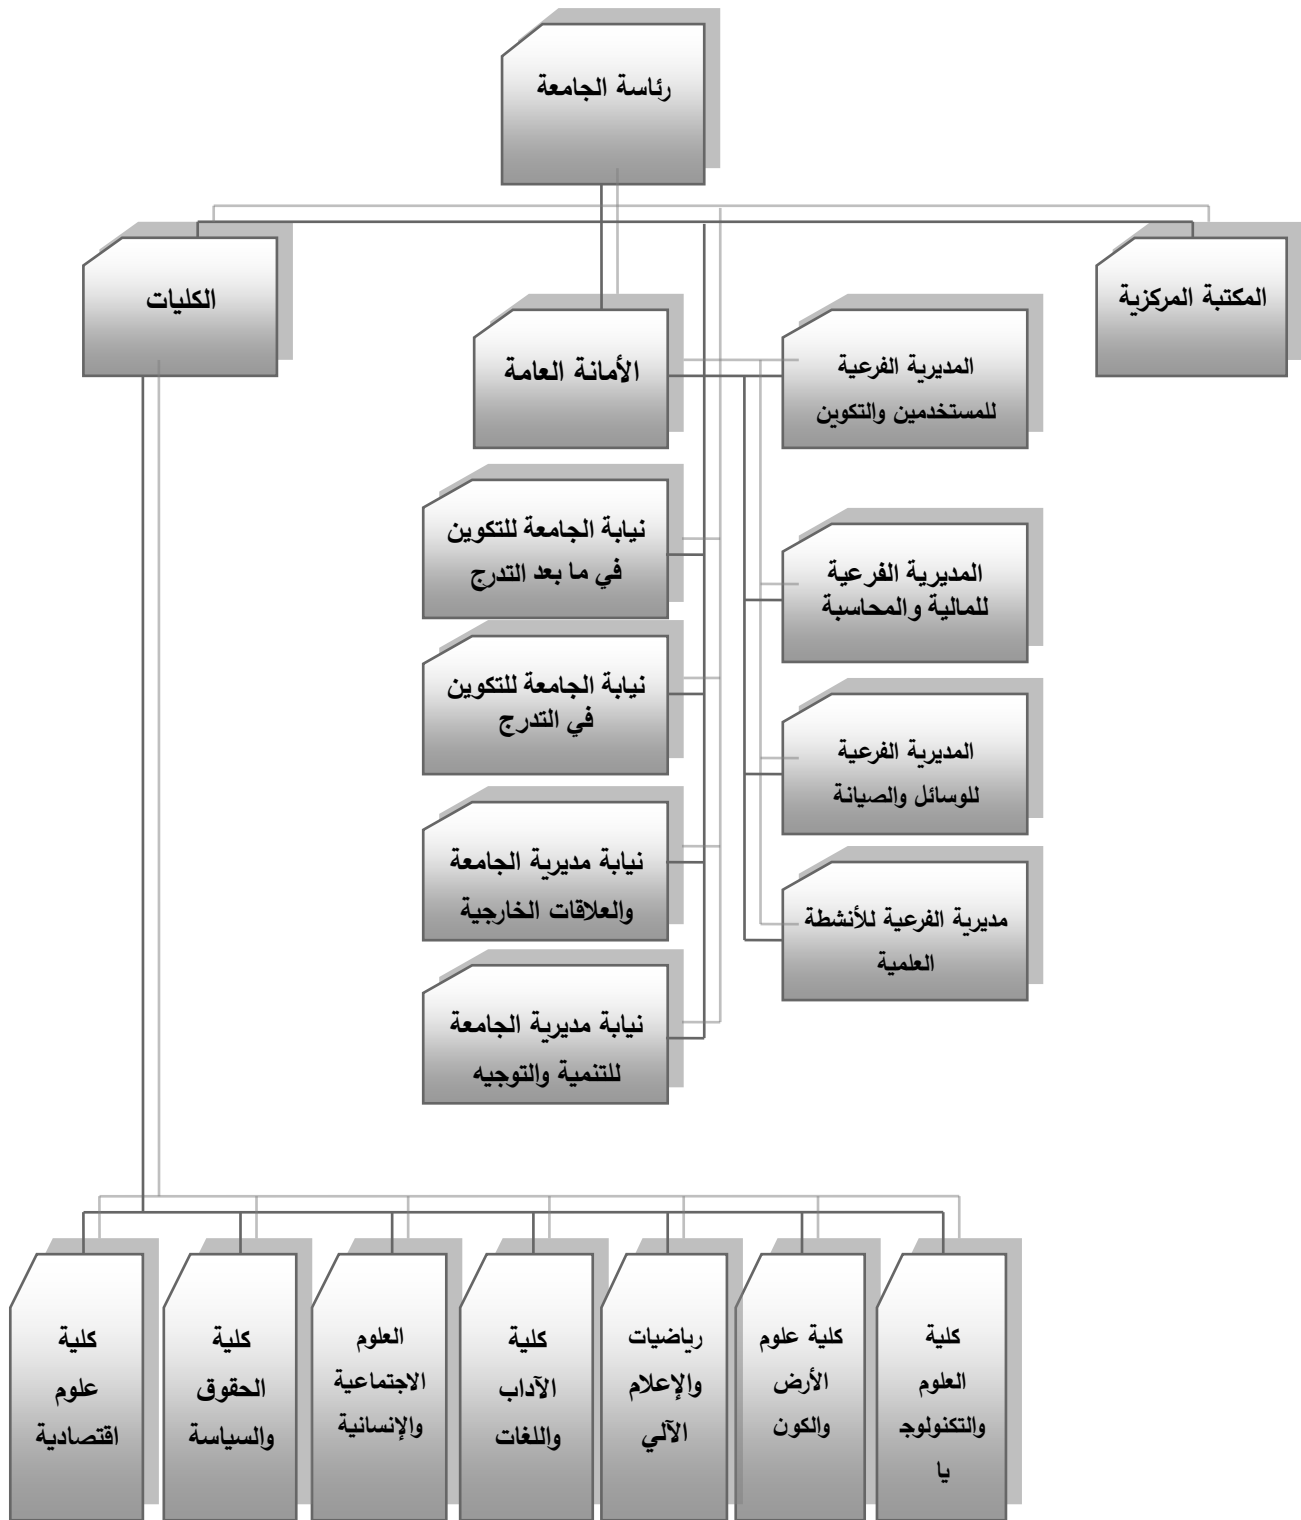 رئاسة الجامعة
المكتبة المركزية
الكليات
الأمانة العامة
المديرية الفرعية
للمستخدمين والتكوين
نيابة الجامعة للتكوين
في ما بعد التدرج
المديرية الفرعية
للمالية والمحاسبة
نيابة الجامعة للتكوين
في التدرج
المديرية الفرعية
للوسائل والصيانة
نيابة مديرية الجامعة
والعلاقات الخارجية
مديرية الفرعية للأنشطة
العلمية
نيابة مديرية الجامعة
للتنمية والتوجيه
كلية
العلوم
والتكنولوج
يا
كلية علوم
الأرض
والكون
رياضيات
والإعلام
الآلي
كلية
الآداب
واللغات
العلوم
الاجتماعية
والإنسانية
كلية
الحقوق
والسياسة
كلية
علوم
اقتصادية